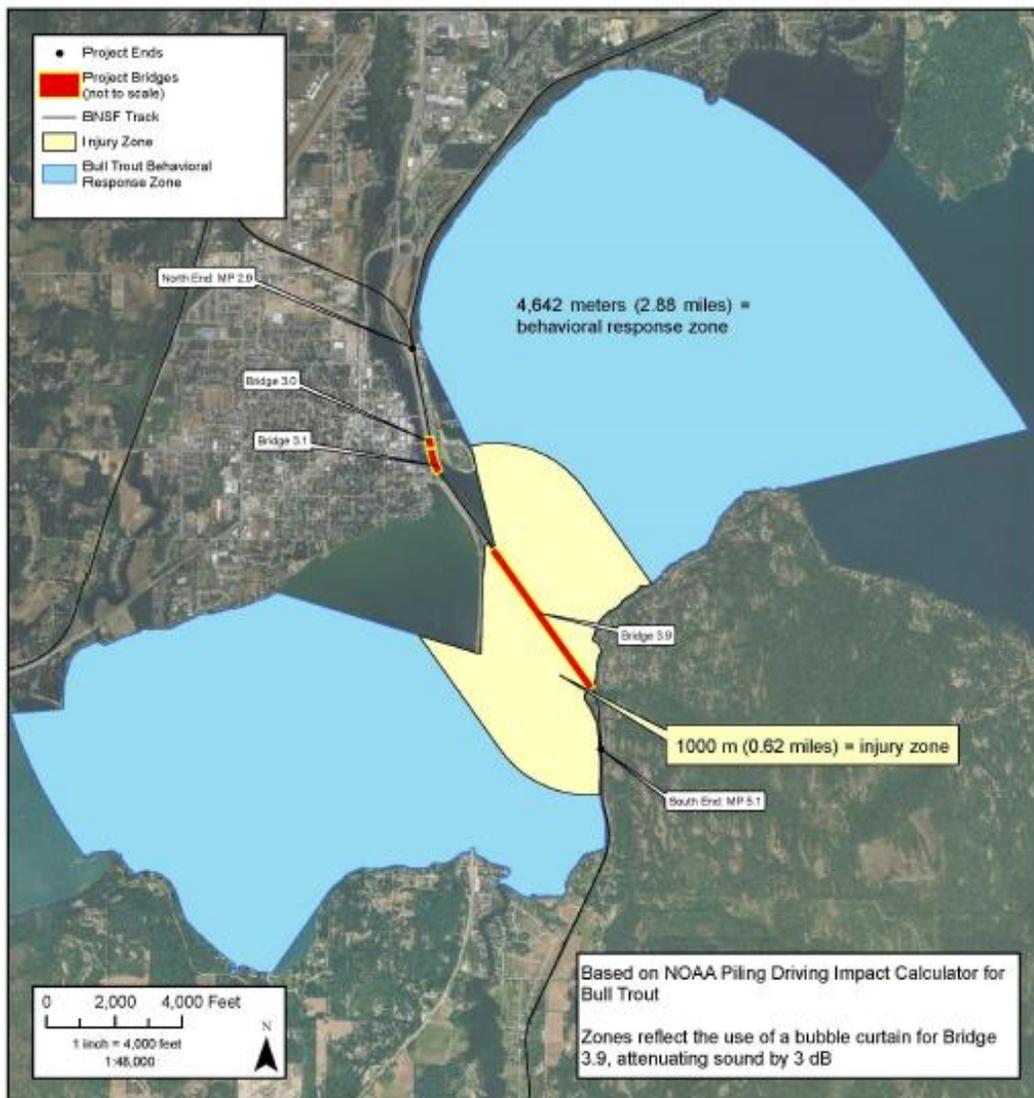 Project Ends
Project Bridges
(not to scale)
BNSF Track
Injury Zone
Bull Trout Behavioral
Response Zone
North End: MP 2.9
4,642 meters (2.88 miles) =
behavioral response zone
Bridge 3.0
Bridge 3.1
Bridge 3.9
1000 m (0.62 miles) = injury zone
South End: MP 5.1
0 2,000 4,000 Feet
1 inch = 4,000 feet
1:48,000
N
Based on NOAA Piling Driving Impact Calculator for
Bull Trout
Zones reflect the use of a bubble curtain for Bridge
3.9, attenuating sound by 3 dB